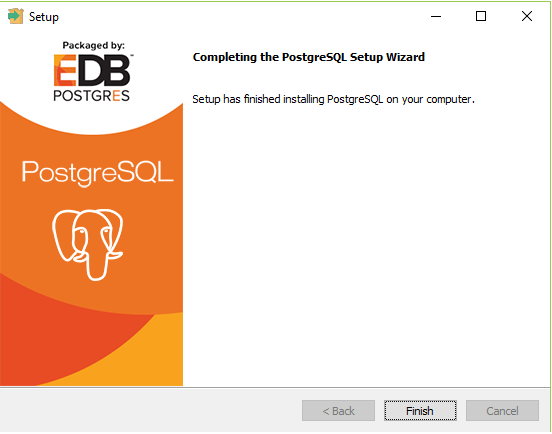 Setup
Packaged by:
EDB
POSTGRES
PostgreSQL
Completing the PostgreSQL Setup Wizard
Setup has finished installing PostgreSQL on your computer.
< Back
Finish
Cancel